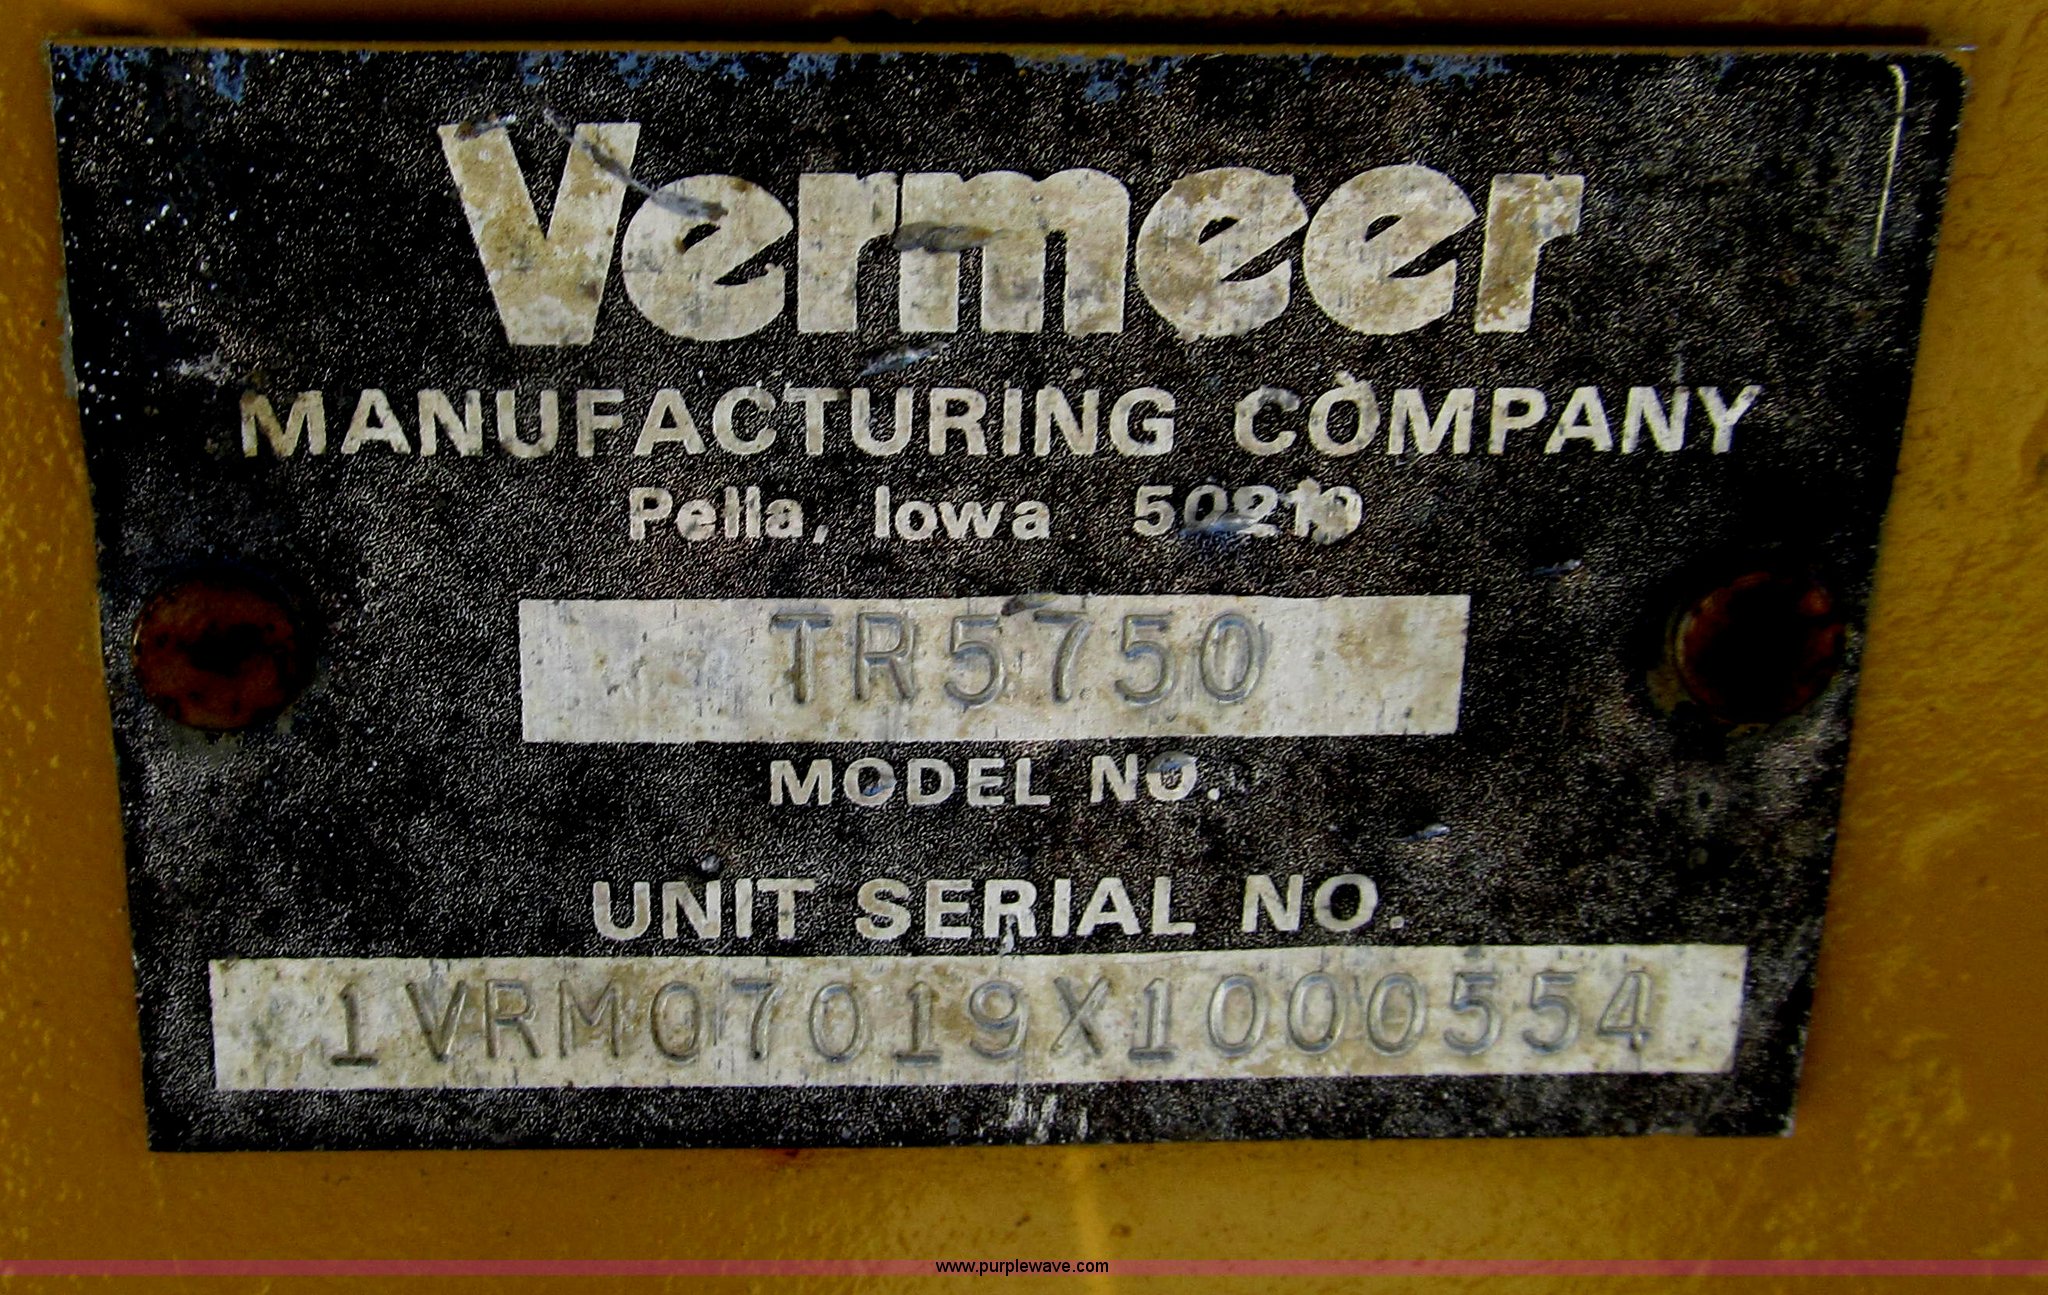 Vermeer
MANUFACTURING COMPANY
Pella, Iowa 50219
TR5750
MODEL NO.
UNIT SERIAL NO.
1VRM07019X1000554
www.purplewave.com